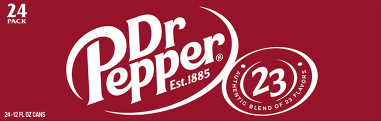 24
PACK
Dr
Pepper®
Est.1885
23
• AUTHENTIC BLEND OF 23 FLAVORS •
24-12 FL OZ CANS